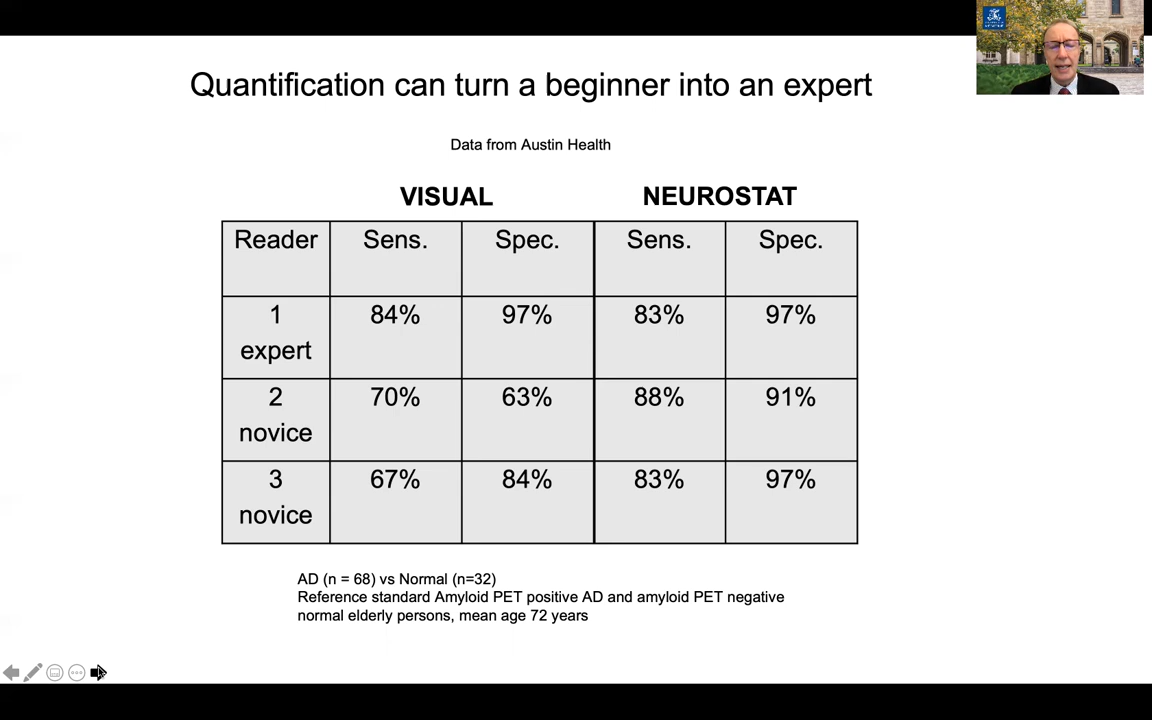 Quantification can turn a beginner into an expert
Data from Austin Health
VISUAL NEUROSTAT
Reader Sens. Spec. Sens. Spec.
1 expert 84% 97% 83% 97%
2 novice 70% 63% 88% 91%
3 novice 67% 84% 83% 97%
AD (n = 68) vs Normal (n=32)
Reference standard Amyloid PET positive AD and amyloid PET negative
normal elderly persons, mean age 72 years